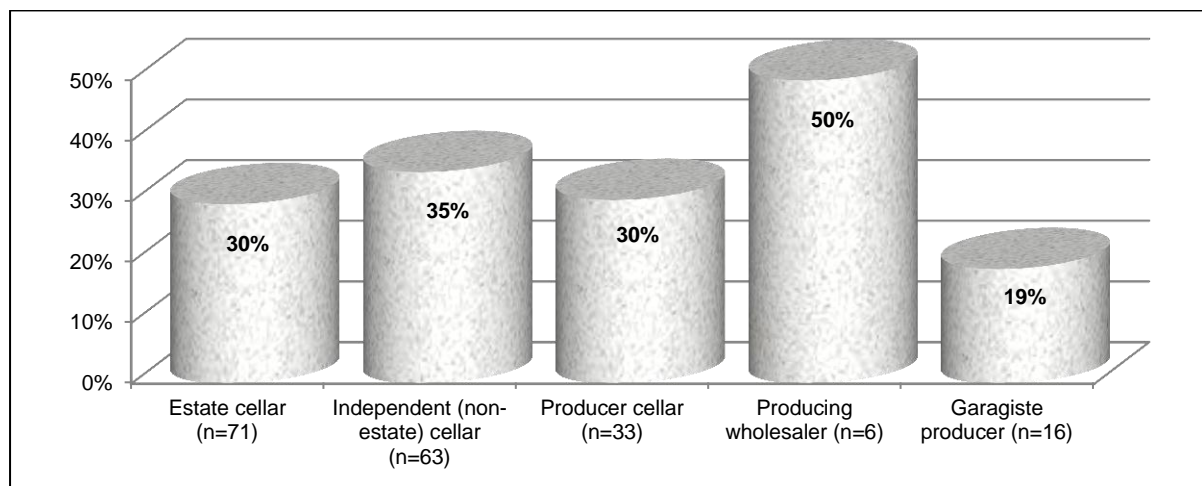 50%
40%
30%
20%
10%
0%
30%
35%
30%
50%
19%
Estate cellar
(n=71)
Independent (non-
estate) cellar
(n=63)
Producer cellar
(n=33)
Producing
wholesaler (n=6)
Garagiste
producer (n=16)